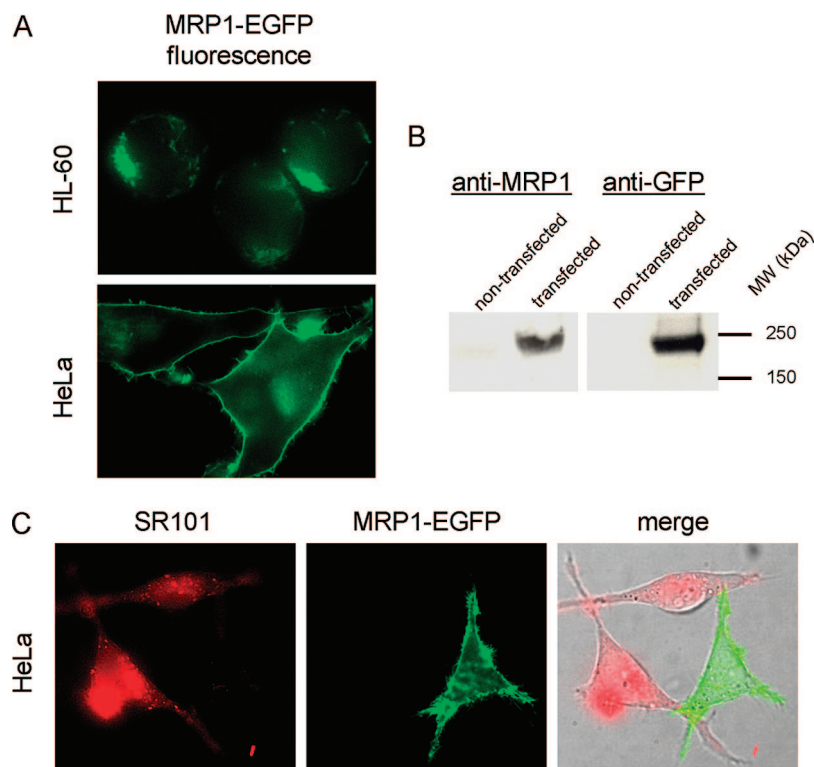 A
MRP1-EGFP
fluorescence
HL-60
HeLa
B
anti-MRP1
anti-GFP
non-transfected
transfected
non-transfected
transfected
MW (kDa)
250
150
C
SR101
MRP1-EGFP
merge
HeLa